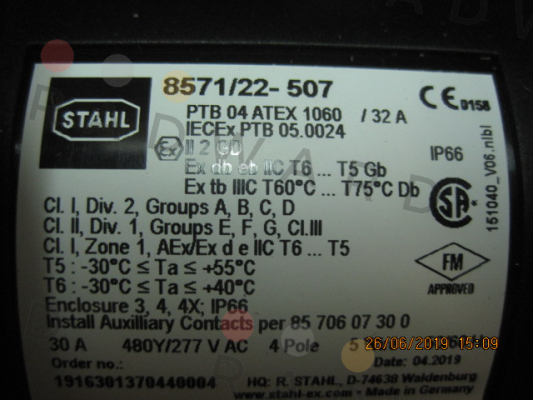 8571/22-507
STAHL
PTB 04 ATEX 1060 / 32 A
IECEx PTB 05.0024
CE 0158
Ex II 2 GD
IP66
Ex db eb IIC T6 ... T5 Gb
Ex tb IIIC T60°C ... T75°C Db
151040_V06.nlbl
Cl. I, Div. 2, Groups A, B, C, D
Cl. II, Div. 1, Groups E, F, G, Cl.III
Cl. I, Zone 1, AEx/Ex d e IIC T6 ... T5
T5 : -30°C ≤ Ta ≤ +55°C
T6 : -30°C ≤ Ta ≤ +40°C
FM
APPROVED
Enclosure 3, 4, 4X; IP66
Install Auxilliary Contacts per 85 706 07 30 0
30 A 480Y/277 V AC 4 Pole 5
26/06/2019 15:09
Order no.:
Date: 04.2019
1916301370440004
HQ: R. STAHL, D-74638 Waldenburg
www.stahl-ex.com - Made in Germany